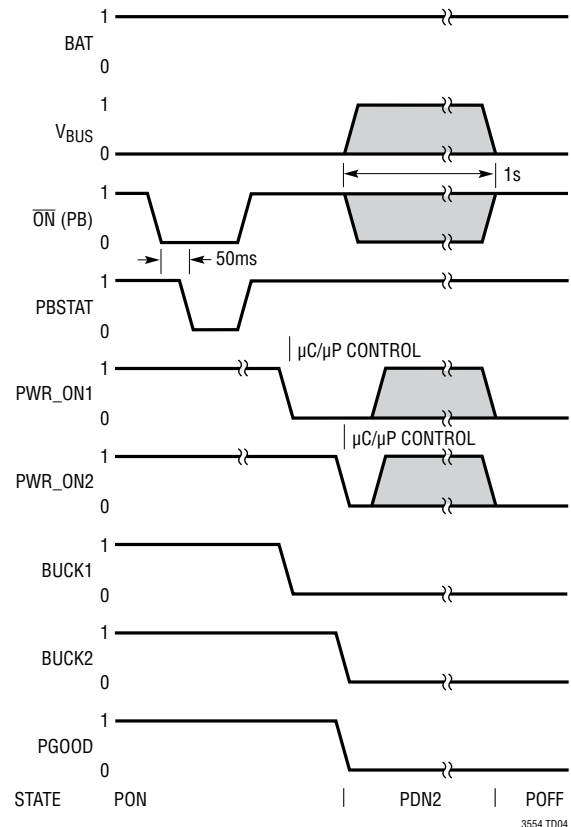 1
BAT
0
1
VBUS
0
1s
1
ON (PB)
0
50ms
1
PBSTAT
0
µC/µP CONTROL
1
PWR_ON1
0
µC/µP CONTROL
1
PWR_ON2
0
1
BUCK1
0
1
BUCK2
0
1
PGOOD
0
STATE PON PDN2 POFF
3554 TD04